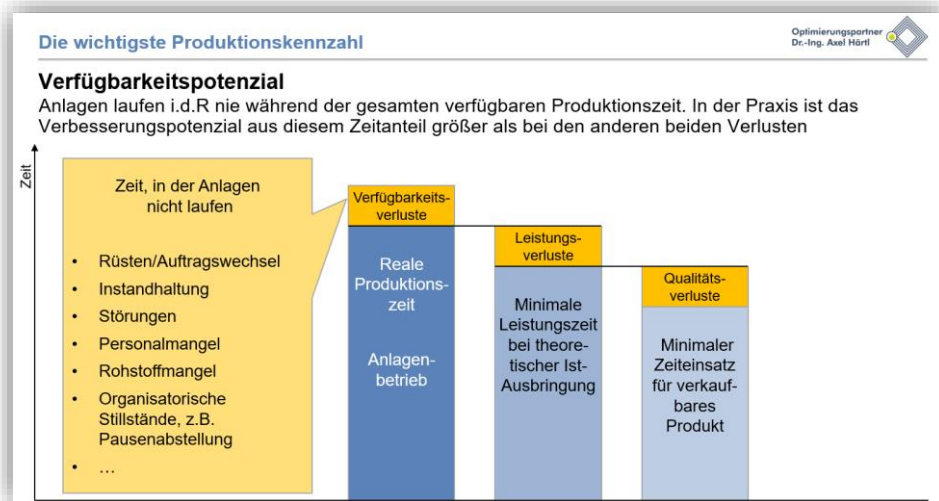 Die wichtigste Produktionskennzahl
Optimierungspartner
Dr.-Ing. Axel Härtl
Verfügbarkeitspotenzial
Anlagen laufen i.d.R nie während der gesamten verfügbaren Produktionszeit. In der Praxis ist das
Verbesserungspotenzial aus diesem Zeitanteil größer als bei den anderen beiden Verlusten
Zeit
Zeit, in der Anlagen
nicht laufen
• Rüsten/Auftragswechsel
• Instandhaltung
• Störungen
• Personalmangel
• Rohstoffmangel
• Organisatorische
Stillstände, z.B.
Pausenabstellung
• …
Verfügbarkeits-
verluste
Reale
Produktions-
zeit
Anlagen-
betrieb
Leistungs-
verluste
Minimale
Leistungszeit
bei theore-
tischer Ist-
Ausbringung
Qualitäts-
verluste
Minimaler
Zeiteinsatz
für verkauf-
bares
Produkt